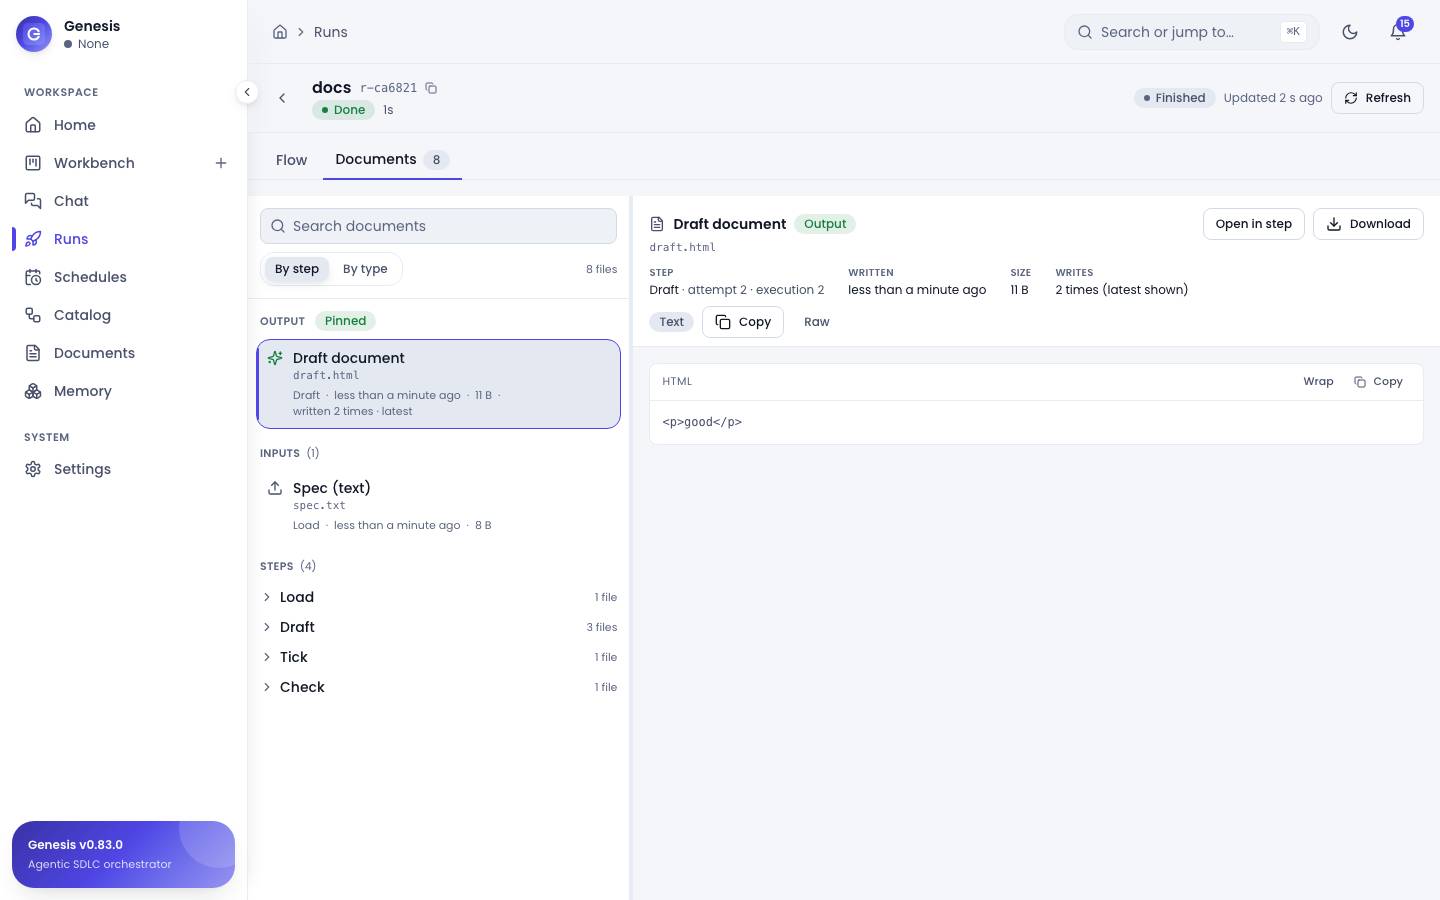 Genesis
None
WORKSPACE
Home
Workbench
Chat
Runs
Schedules
Catalog
Documents
Memory
SYSTEM
Settings
Genesis v0.83.0
Agentic SDLC orchestrator
Runs
Search or jump to...
⌘K
15
docs r-ca6821
Done 1s
Finished Updated 2 s ago Refresh
Flow Documents 8
Search documents
By step By type 8 files
OUTPUT Pinned
Draft document
draft.html
Draft · less than a minute ago · 11 B ·
written 2 times · latest
INPUTS (1)
Spec (text)
spec.txt
Load · less than a minute ago · 8 B
STEPS (4)
Load 1 file
Draft 3 files
Tick 1 file
Check 1 file
Draft document Output Open in step Download
draft.html
STEP WRITTEN SIZE WRITES
Draft · attempt 2 · execution 2 less than a minute ago 11 B 2 times (latest shown)
Text Copy Raw
HTML Wrap Copy
<p>good</p>